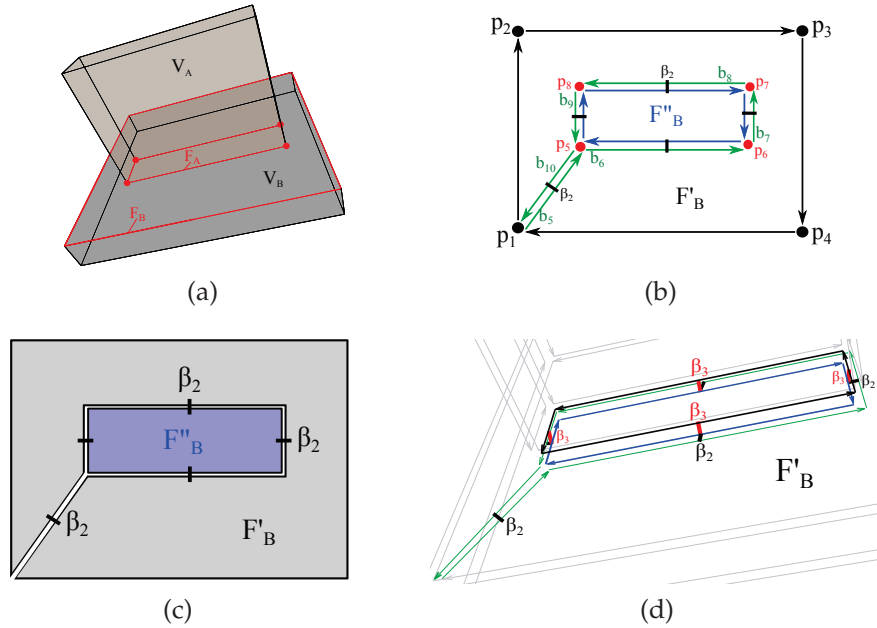 V_A
F_A
V_B
F_B
(a)
p₂
p₃
β₂
p₈
b₈
p₇
b₉
F''_B
b₇
p₅
b₆
p₆
b₁₀
β₂
b₅
F'_B
p₁
p₄
(b)
β₂
F''_B
β₂
β₂
F'_B
(c)
β₃
β₃
β₂
β₃
β₃
β₂
F'_B
β₂
(d)